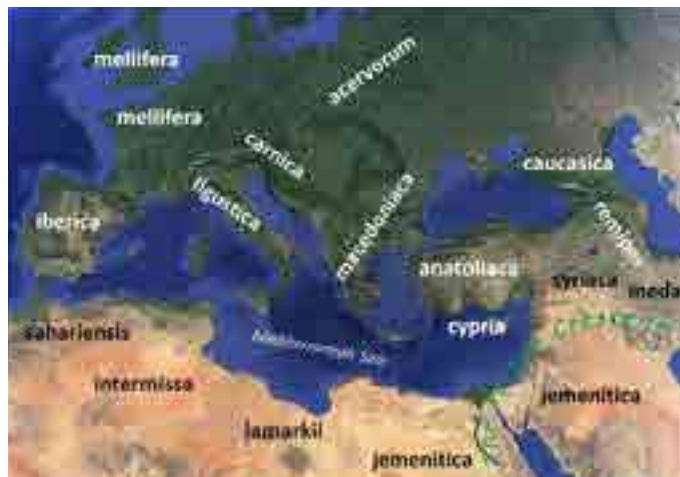 mellifera
acervorum
mellifera
carnica
caucasica
ligustica
macedoniaca
iberica
remipes
anatoliaca
syriaca
meda
cypria
sahariensis
Mediterranean Sea
intermissa
jemenitica
lamarkii
jemenitica